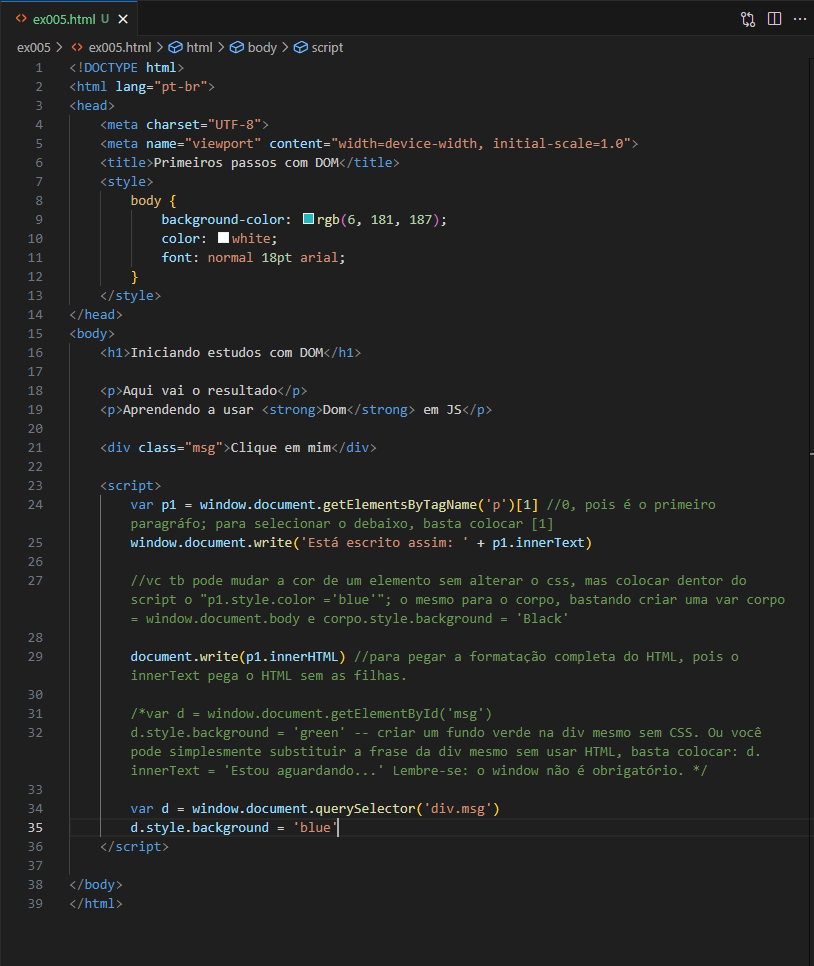 ex005.html U
ex005 > ex005.html > html > body > script
1 <!DOCTYPE html>
2 <html lang="pt-br">
3 <head>
4 <meta charset="UTF-8">
5 <meta name="viewport" content="width=device-width, initial-scale=1.0">
6 <title>Primeiros passos com DOM</title>
7 <style>
8 body {
9 background-color: rgb(6, 181, 187);
10 color: white;
11 font: normal 18pt arial;
12 }
13 </style>
14 </head>
15 <body>
16 <h1>Iniciando estudos com DOM</h1>
17
18 <p>Aqui vai o resultado</p>
19 <p>Aprendendo a usar <strong>Dom</strong> em JS</p>
20
21 <div class="msg">Clique em mim</div>
22
23 <script>
24 var p1 = window.document.getElementsByTagName('p')[1] //0, pois é o primeiro
paragráfo; para selecionar o debaixo, basta colocar [1]
25 window.document.write('Está escrito assim: ' + p1.innerText)
26
27 //vc tb pode mudar a cor de um elemento sem alterar o css, mas colocar dentor do
script o "p1.style.color ='blue'"; o mesmo para o corpo, bastando criar uma var corpo
= window.document.body e corpo.style.background = 'Black'
28
29 document.write(p1.innerHTML) //para pegar a formatação completa do HTML, pois o
innerText pega o HTML sem as filhas.
30
31 /*var d = window.document.getElementById('msg')
32 d.style.background = 'green' -- criar um fundo verde na div mesmo sem CSS. Ou você
pode simplesmente substituir a frase da div mesmo sem usar HTML, basta colocar: d.
innerText = 'Estou aguardando...' Lembre-se: o window não é obrigatório. */
33
34 var d = window.document.querySelector('div.msg')
35 d.style.background = 'blue'
36 </script>
37
38 </body>
39 </html>